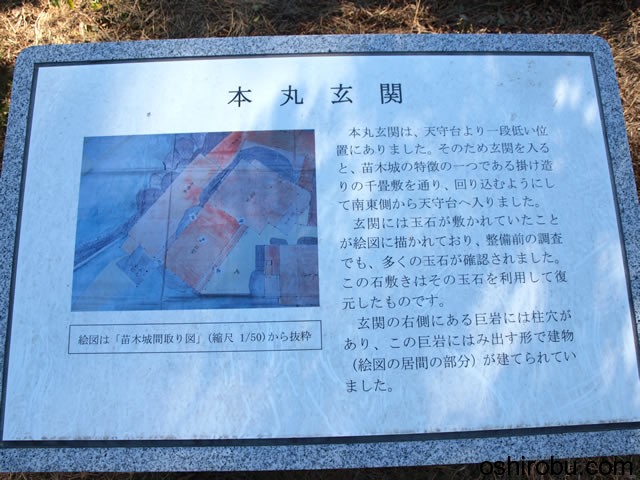 本丸玄関
本丸玄関は、天守台より一段低い位
置にありました。そのため玄関を入る
と、苗木城の特徴の一つである掛け造
りの千畳敷を通り、回り込むようにし
て南東側から天守台へ入りました。
玄関には玉石が敷かれていたこと
が絵図に描かれており、整備前の調査
でも、多くの玉石が確認されました。
この石敷きはその玉石を利用して復
元したものです。
玄関の右側にある巨岩には柱穴が
あり、この巨岩にはみ出す形で建物
（絵図の居間の部分）が建てられてい
ました。
絵図は「苗木城間取り図」(縮尺 1/50)から抜粋
oshirobu.com